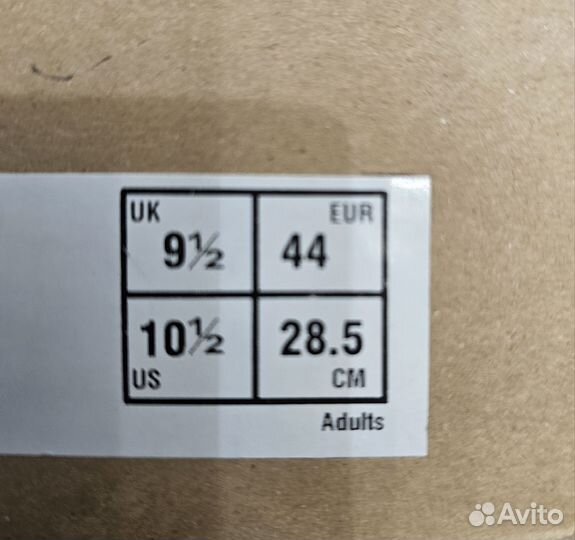 UK EUR
9½ 44
10½ 28.5
US CM
Adults
Avito